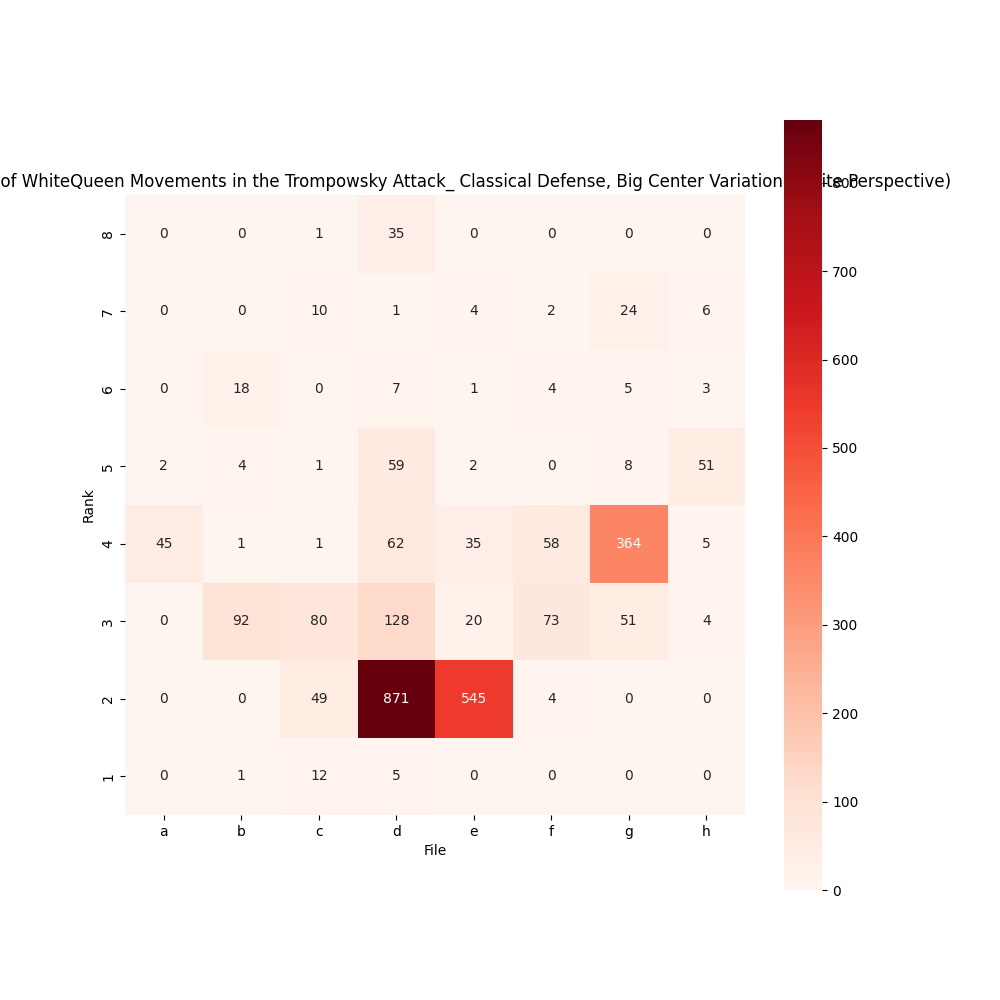 of WhiteQueen Movements in the Trompowsky Attack_ Classical Defense, Big Center Variation Perspective)
800
8 0 0 1 35 0 0 0 0
700
7 0 0 10 1 4 2 24 6
600
6 0 18 0 7 1 4 5 3
500
5 2 4 1 59 2 0 8 51
Rank
400
4 45 1 1 62 35 58 364 5
300
3 0 92 80 128 20 73 51 4
200
2 0 0 49 871 545 4 0 0
100
1 0 1 12 5 0 0 0 0
a b c d e f g h
File
0